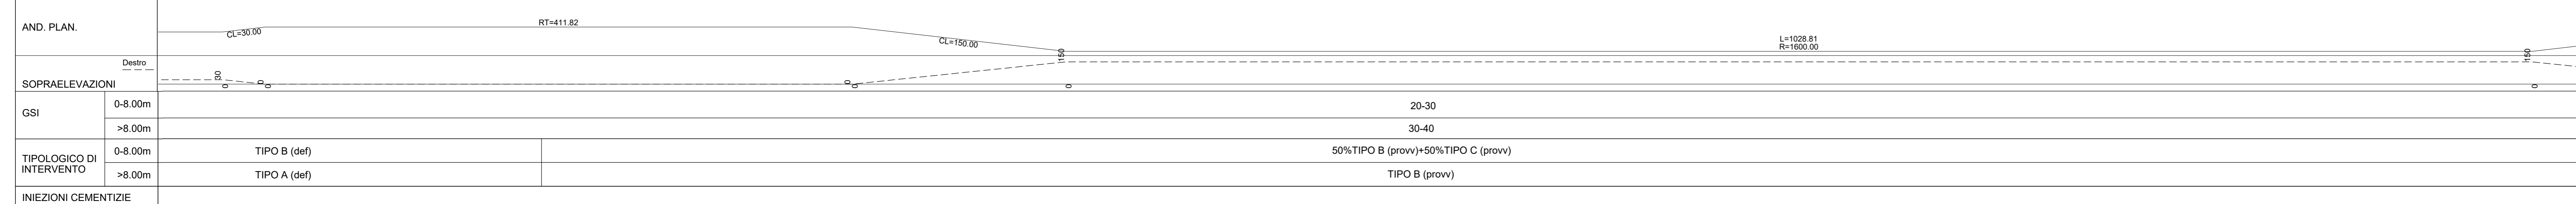 AND. PLAN.
CL=30.00
RT=411.82
CL=150.00
L=1028.81
R=1600.00
Destro
SOPRAELEVAZIONI
30
0
0
0
0
0
150
0
150
0
GSI
0-8.00m
20-30
>8.00m
30-40
TIPOLOGICO DI
INTERVENTO
0-8.00m
TIPO B (def)
50%TIPO B (provv)+50%TIPO C (provv)
>8.00m
TIPO A (def)
TIPO B (provv)
INIEZIONI CEMENTIZIE